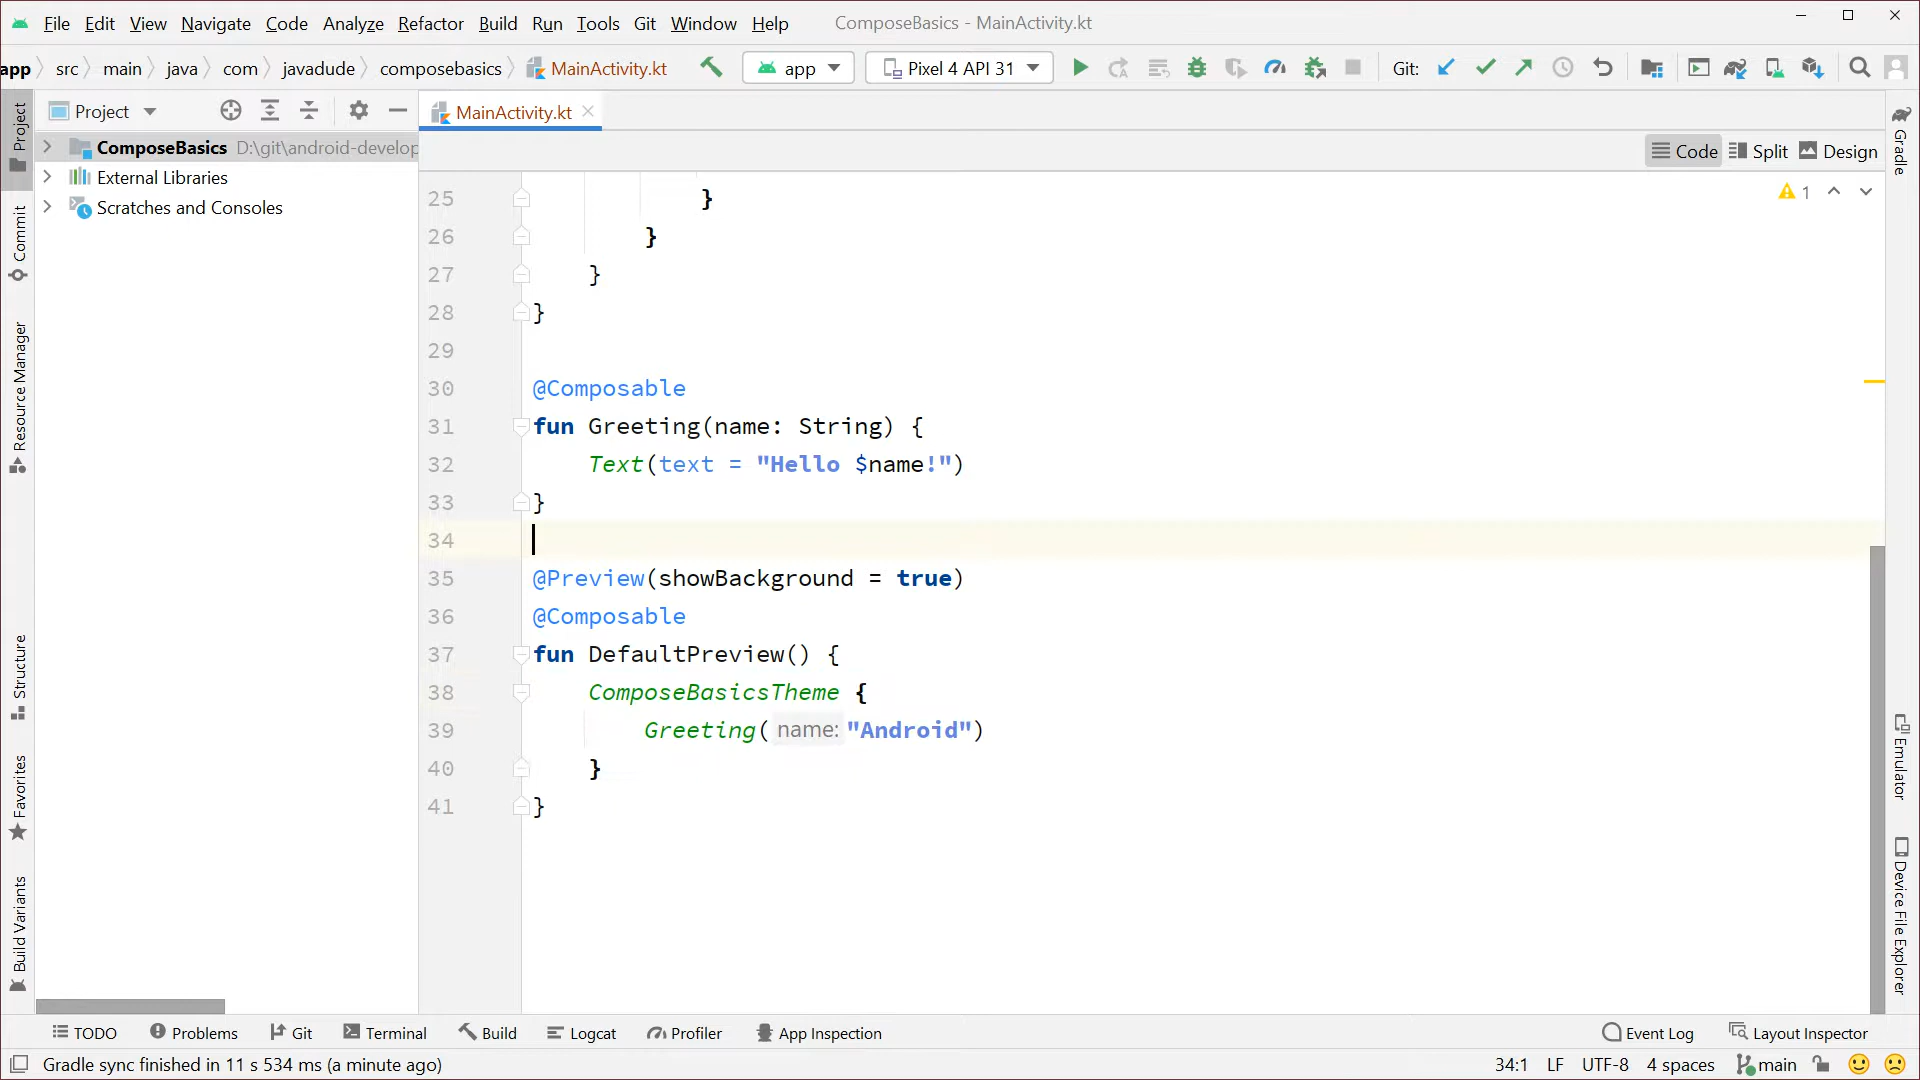 File Edit View Navigate Code Analyze Refactor Build Run Tools Git Window Help ComposeBasics - MainActivity.kt
app src main java com javadude composebasics MainActivity.kt app Pixel 4 API 31 Git:
Project MainActivity.kt
ComposeBasics D:\git\android-develop
Code Split Design
External Libraries
Scratches and Consoles
1
25 }
26 }
27 }
28 }
29
30 @Composable
31 fun Greeting(name: String) {
32 Text(text = "Hello $name!")
33 }
34
35 @Preview(showBackground = true)
36 @Composable
37 fun DefaultPreview() {
38 ComposeBasicsTheme {
39 Greeting( name: "Android")
40 }
41 }
Project
Commit
Resource Manager
Structure
Favorites
Build Variants
Gradle
Emulator
Device File Explorer
TODO Problems Git Terminal Build Logcat Profiler App Inspection Event Log Layout Inspector
Gradle sync finished in 11 s 534 ms (a minute ago) 34:1 LF UTF-8 4 spaces main